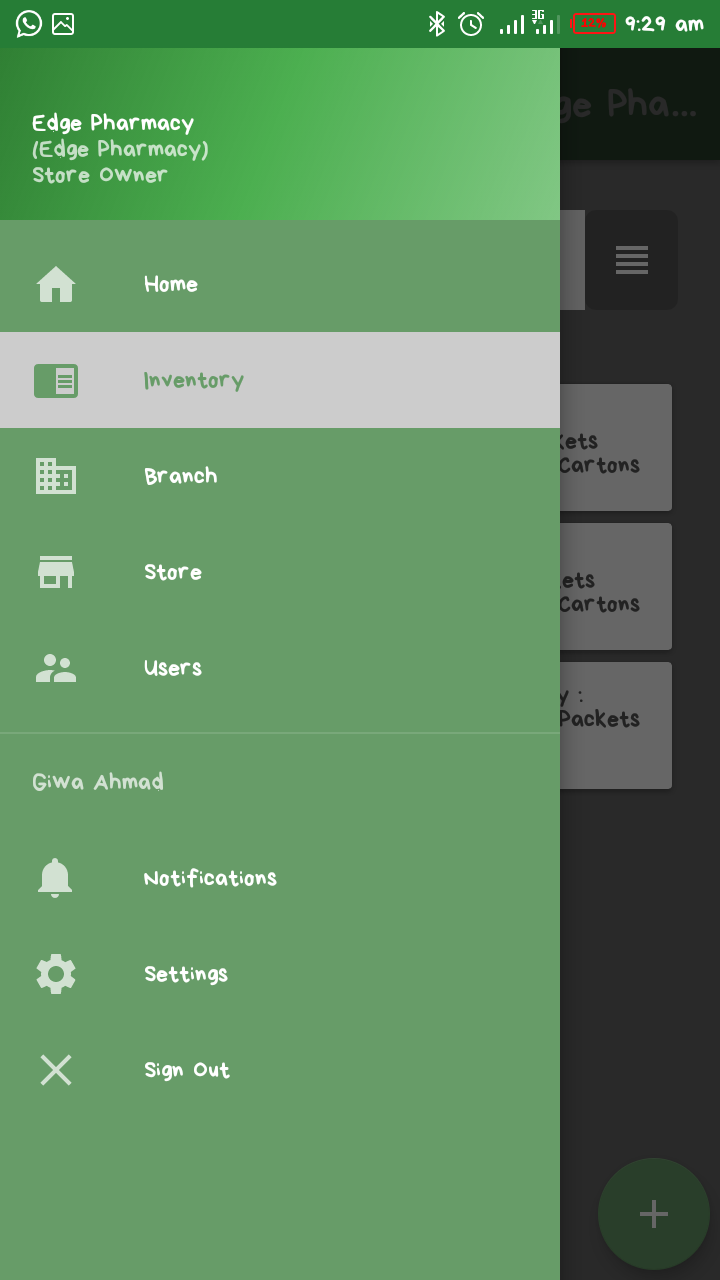 3G
12%
9:29 am
Edge Pharmacy
(Edge Pharmacy)
Store Owner
ge Pha...
Home
Inventory
Branch
Store
Users
Giwa Ahmad
Notifications
Settings
Sign Out
kets
Cartons
ets
Cartons
y :
Packets